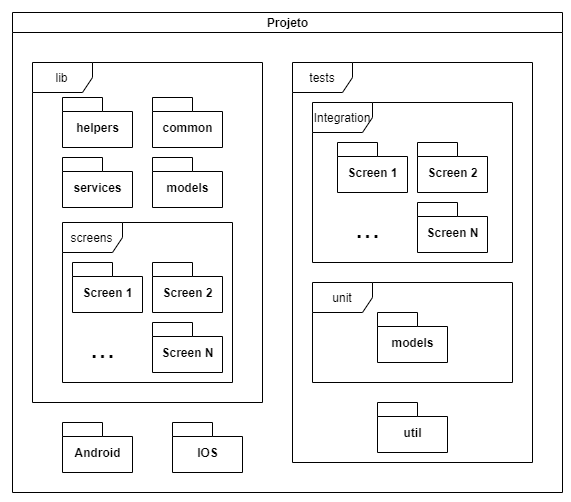 Projeto
lib
helpers
common
services
models
screens
Screen 1
Screen 2
...
Screen N
Android
IOS
tests
Integration
Screen 1
Screen 2
...
Screen N
unit
models
util